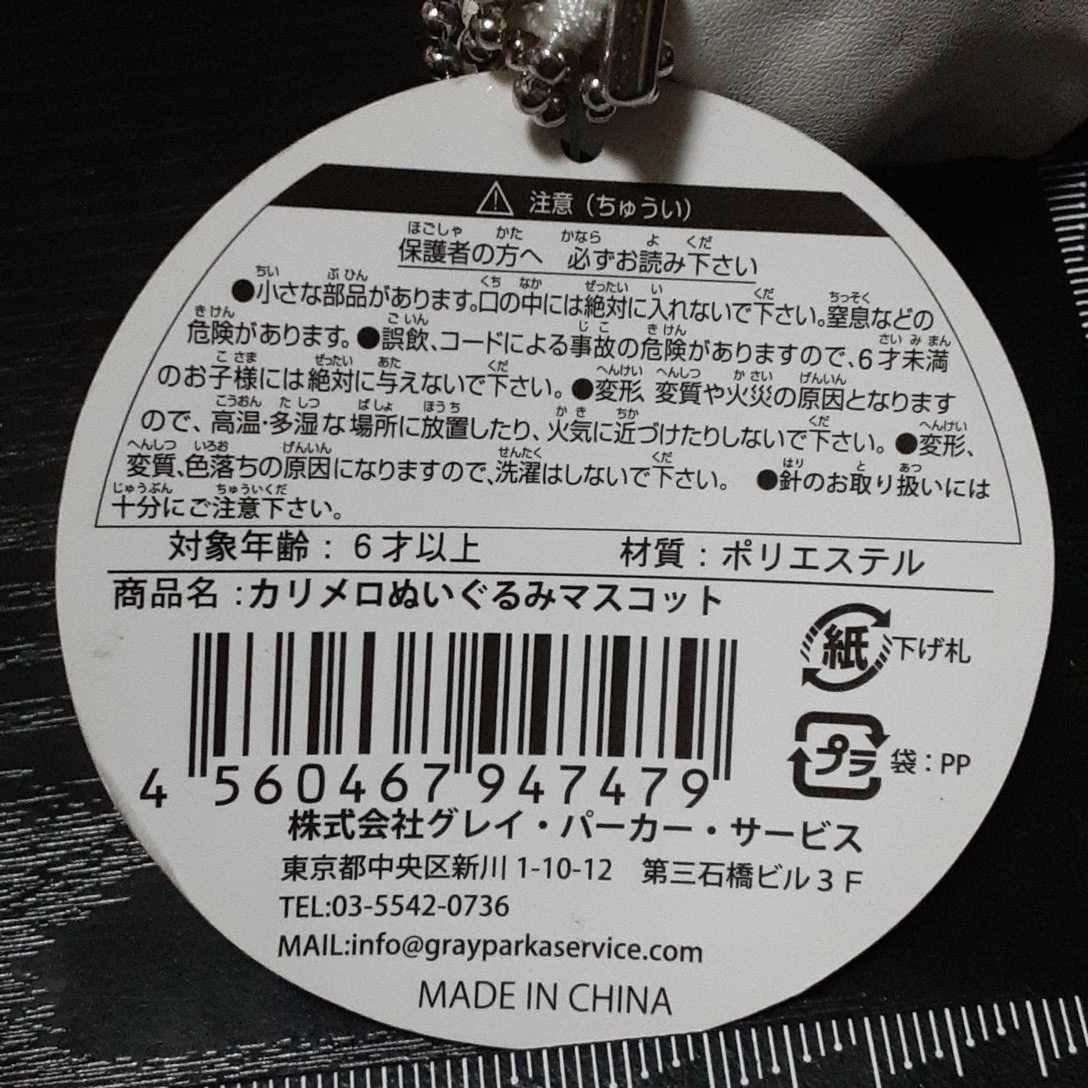 ⚠ 注意（ちゅうい）
ほごしゃ かた かなら よ くだ
保護者の方へ 必ずお読み下さい
ちい ぶひん くち なか ぜったい い くだ ちっそく
●小さな部品があります。口の中には絶対に入れないで下さい。窒息などの
きけん ごいん じこ きけん さいみまん
危険があります。●誤飲、コードによる事故の危険がありますので、6才未満
こさま ぜったい あた くだ へんけい へんしつ かさい げんいん
のお子様には絶対に与えないで下さい。●変形、変質や火災の原因となります
こうおん たしつ ばしょ ほうち かき ちか くだ へんけい
ので、高温・多湿な場所に放置したり、火気に近づけたりしないで下さい。●変形、
へんしつ いろお げんいん せんたく くだ はり と あつ
変質、色落ちの原因になりますので、洗濯はしないで下さい。 ●針のお取り扱いには
じゅうぶん ちゅういくだ
十分にご注意下さい。
対象年齢：6才以上 材質：ポリエステル
商品名：カリメロぬいぐるみマスコット
紙 下げ札
プラ 袋：PP
4 560467 947479
株式会社グレイ・パーカー・サービス
東京都中央区新川1-10-12 第三石橋ビル3F
TEL:03-5542-0736
MAIL:info@grayparkaservice.com
MADE IN CHINA